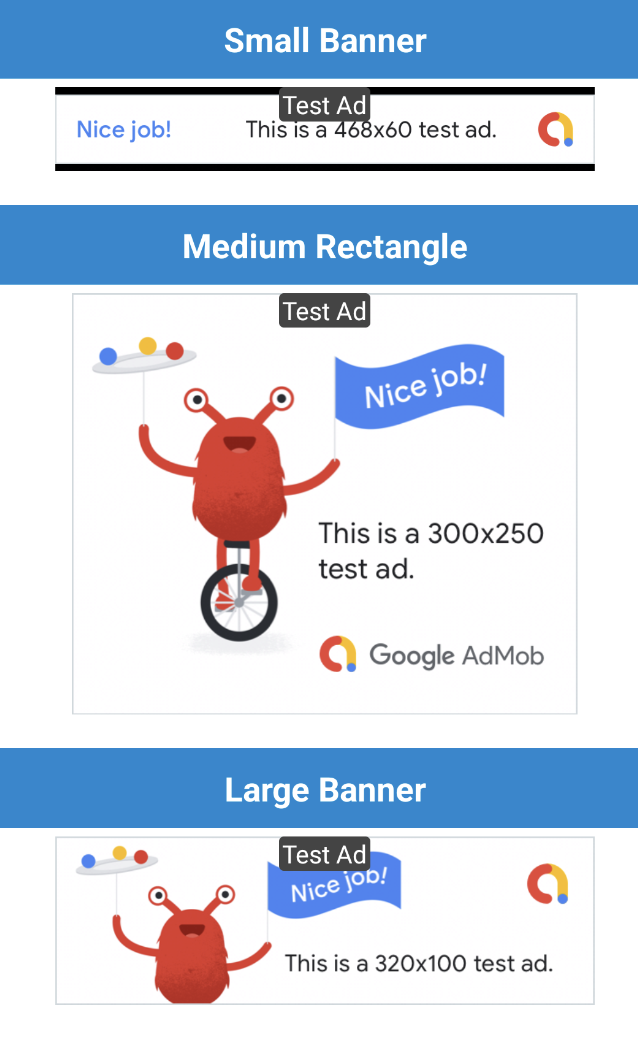 Small Banner
Test Ad
Nice job!
This is a 468x60 test ad.
Medium Rectangle
Test Ad
Nice job!
This is a 300x250
test ad.
Google AdMob
Large Banner
Test Ad
Nice job!
This is a 320x100 test ad.